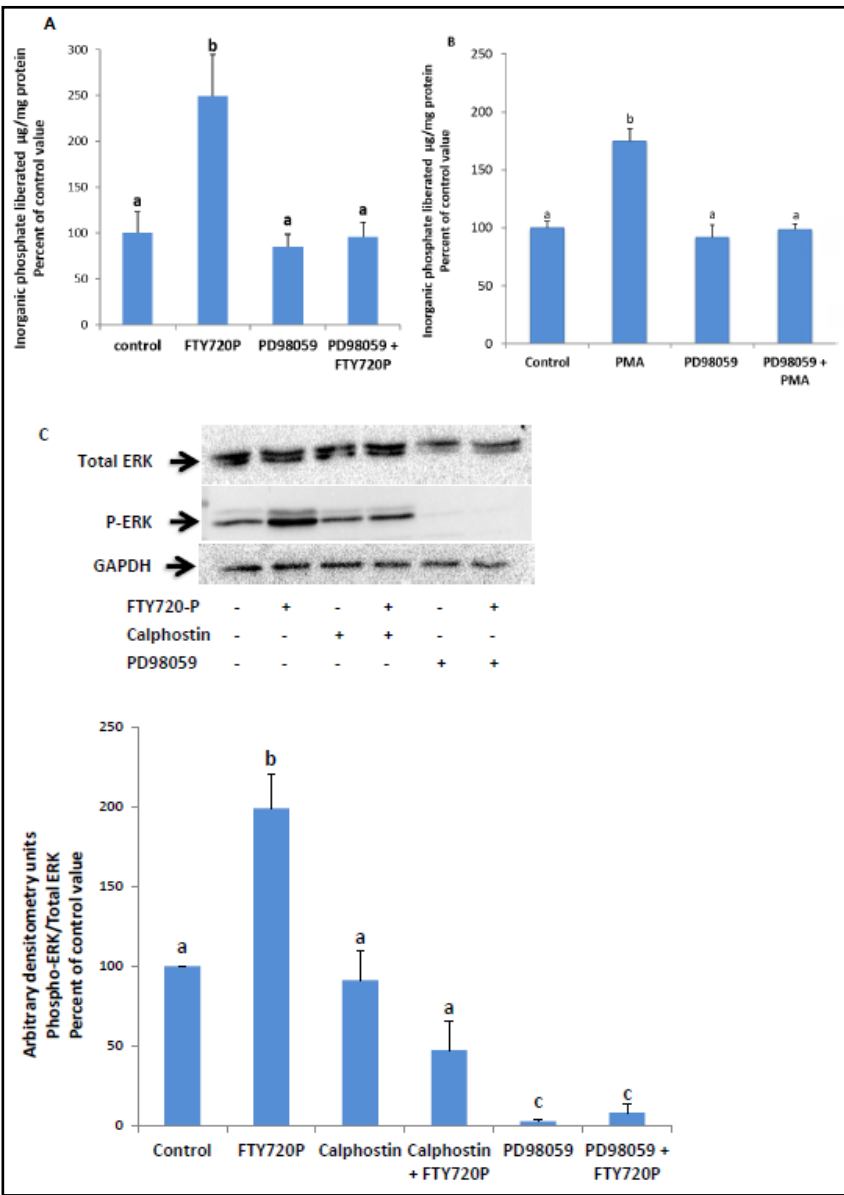 A
Inorganic phosphate liberated µg/mg protein
Percent of control value
300
250
200
150
100
50
0
a
b
a
a
control
FTY720P
PD98059
PD98059 +
FTY720P
B
Inorganic phosphate liberated µg/mg protein
Percent of control value
250
200
150
100
50
0
a
b
a
a
Control
PMA
PD98059
PD98059 +
PMA
C
Total ERK
P-ERK
GAPDH
FTY720-P - + - + - +
Calphostin - - + + - -
PD98059 - - - - + +
Arbitrary densitometry units
Phospho-ERK/Total ERK
Percent of control value
250
200
150
100
50
0
a
b
a
a
c
c
Control
FTY720P
Calphostin
Calphostin
+ FTY720P
PD98059
PD98059 +
FTY720P